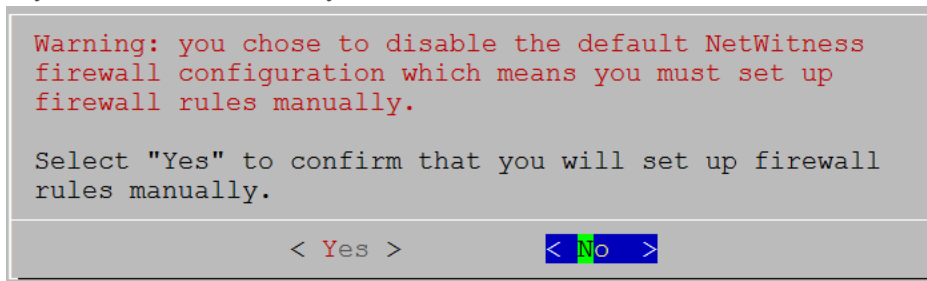 Warning: you chose to disable the default NetWitness
firewall configuration which means you must set up
firewall rules manually.
Select "Yes" to confirm that you will set up firewall
rules manually.
< Yes > < No >